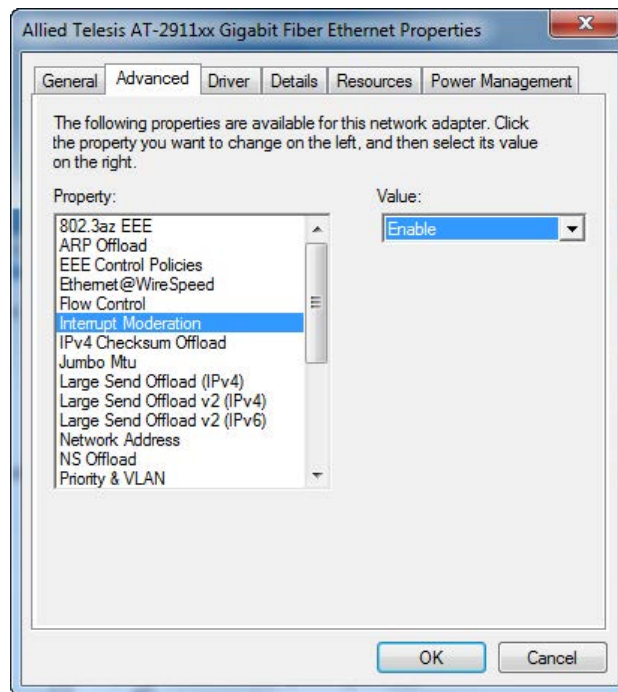 Allied Telesis AT-2911xx Gigabit Fiber Ethernet Properties
General Advanced Driver Details Resources Power Management
The following properties are available for this network adapter. Click
the property you want to change on the left, and then select its value
on the right.
Property:
Value:
802.3az EEE
ARP Offload
EEE Control Policies
Ethernet@WireSpeed
Flow Control
Interrupt Moderation
IPv4 Checksum Offload
Jumbo Mtu
Large Send Offload (IPv4)
Large Send Offload v2 (IPv4)
Large Send Offload v2 (IPv6)
Network Address
NS Offload
Priority & VLAN
Enable
OK Cancel